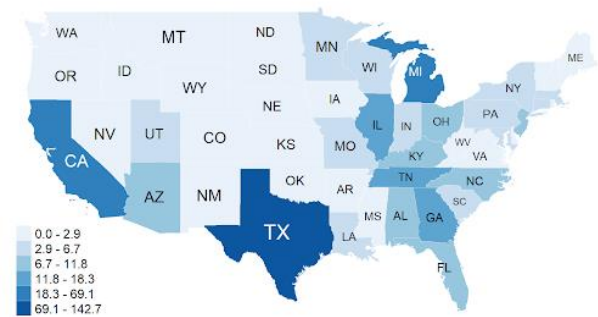 WA
MT
ND
MN
ME
OR
ID
SD
WI
MI
NY
WY
NE
IA
PA
NV
UT
CO
KS
MO
IL
IN
OH
WV
VA
CA
KY
AZ
NM
OK
AR
TN
NC
SC
TX
LA
MS
AL
GA
FL
0.0 - 2.9
2.9 - 6.7
6.7 - 11.8
11.8 - 18.3
18.3 - 69.1
69.1 - 142.7